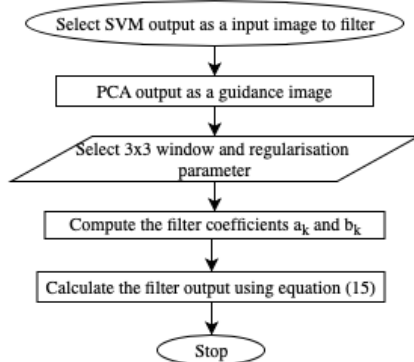 Select SVM output as a input image to filter
PCA output as a guidance image
Select 3x3 window and regularisation
parameter
Compute the filter coefficients aₖ and bₖ
Calculate the filter output using equation (15)
Stop